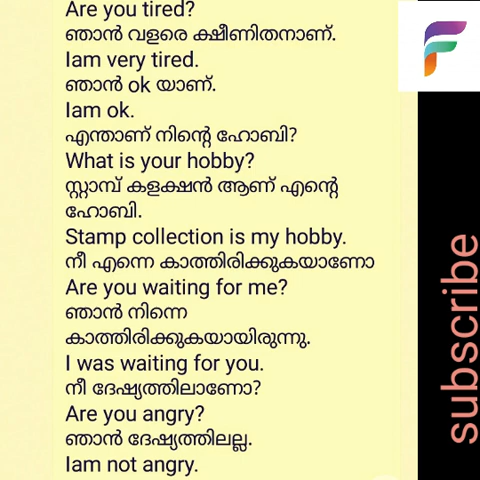 Are you tired?
ഞാൻ വളരെ ക്ഷീണിതനാണ്.
Iam very tired.
ഞാൻ ok യാണ്.
Iam ok.
എന്താണ് നിന്റെ ഹോബി?
What is your hobby?
സ്റ്റാമ്പ് കളക്ഷൻ ആണ് എന്റെ
ഹോബി.
Stamp collection is my hobby.
നീ എന്നെ കാത്തിരിക്കുകയാണോ
Are you waiting for me?
ഞാൻ നിന്നെ
കാത്തിരിക്കുകയായിരുന്നു.
I was waiting for you.
നീ ദേഷ്യത്തിലാണോ?
Are you angry?
ഞാൻ ദേഷ്യത്തിലല്ല.
Iam not angry.
subscribe